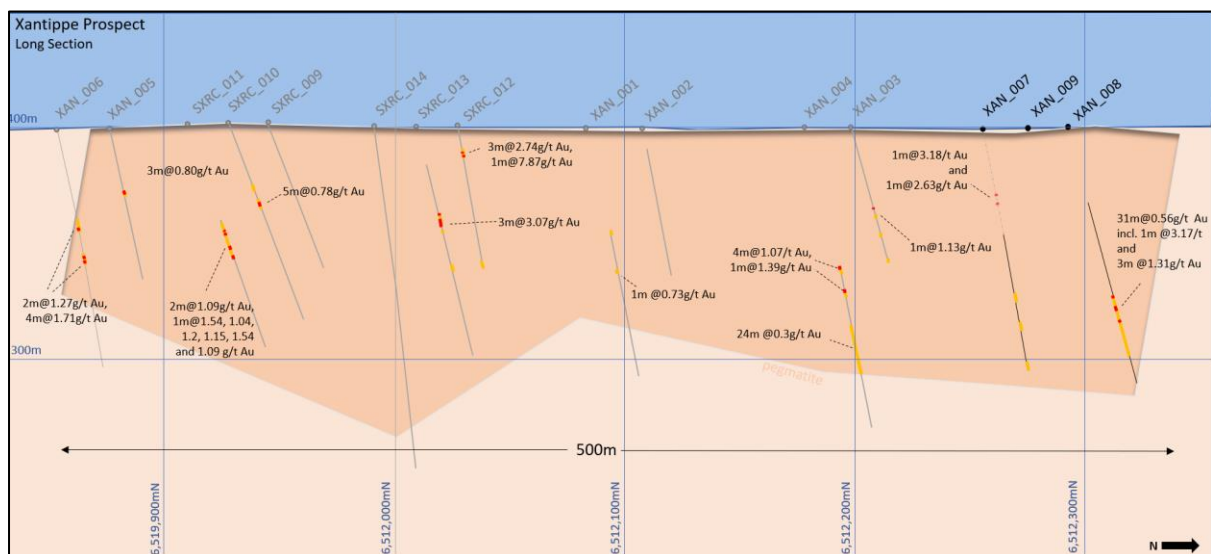 Xantippe Prospect
Long Section
XAN_006
XAN_005
SXRC_011
SXRC_010
SXRC_009
SXRC_014
SXRC_013
SXRC_012
XAN_001
XAN_002
XAN_004
XAN_003
XAN_007
XAN_009
XAN_008
400m
3m@0.80g/t Au
5m@0.78g/t Au
3m@2.74g/t Au,
1m@7.87g/t Au
3m@3.07g/t Au
1m@3.18/t Au
and
1m@2.63g/t Au
1m@1.13g/t Au
31m@0.56g/t Au
incl. 1m @3.17/t
and
3m @1.31g/t Au
4m@1.07/t Au,
1m@1.39g/t Au
1m @0.73g/t Au
2m@1.27g/t Au,
4m@1.71g/t Au
2m@1.09g/t Au,
1m@1.54, 1.04,
1.2, 1.15, 1.54
and 1.09 g/t Au
24m @0.3g/t Au
300m
pegmatite
500m
6,519,900mN
6,512,000mN
6,512,100mN
6,512,200mN
6,512,300mN
N